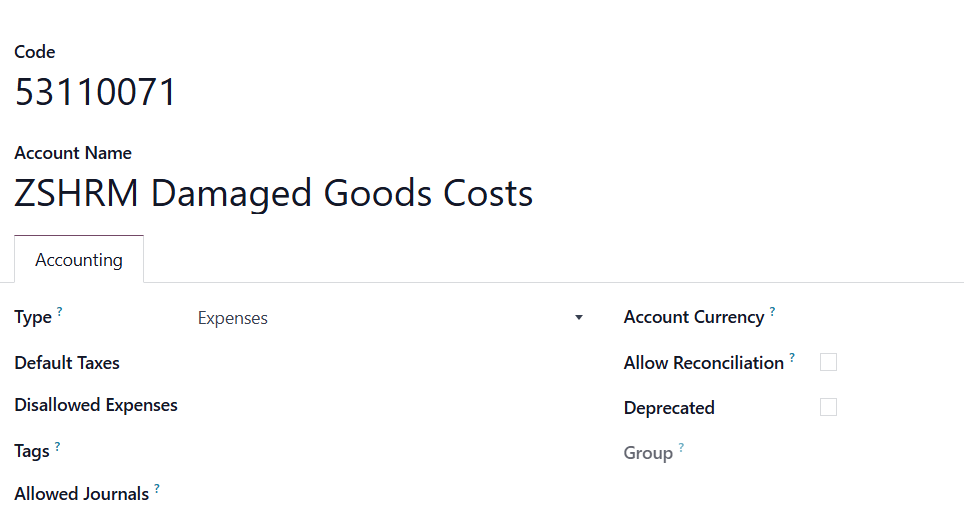 Code
53110071
Account Name
ZSHRM Damaged Goods Costs
Accounting
Type ? Expenses Account Currency ?
Default Taxes Allow Reconciliation ?
Disallowed Expenses Deprecated
Tags ? Group ?
Allowed Journals ?